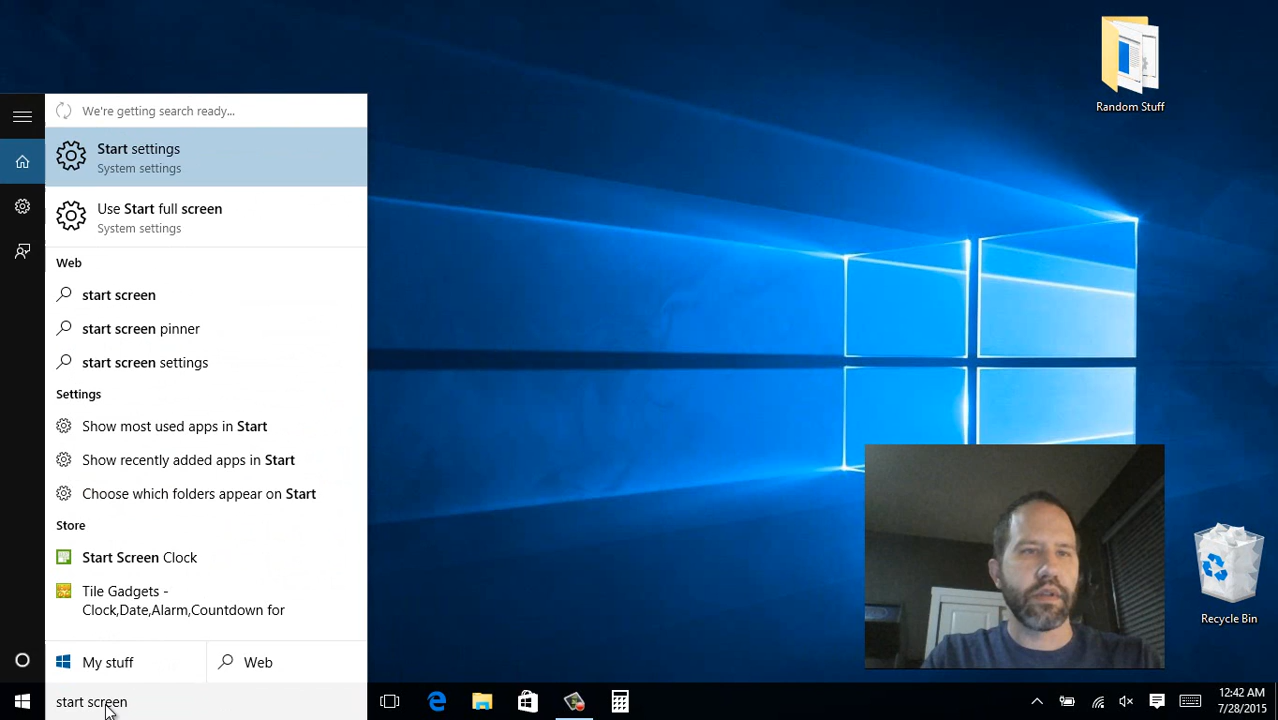 We're getting search ready...
Start settings
System settings
Use Start full screen
System settings
Web
start screen
start screen pinner
start screen settings
Settings
Show most used apps in Start
Show recently added apps in Start
Choose which folders appear on Start
Store
Start Screen Clock
Tile Gadgets -
Clock,Date,Alarm,Countdown for
My stuff
Web
start screen
Random Stuff
Recycle Bin
12:42 AM
7/28/2015